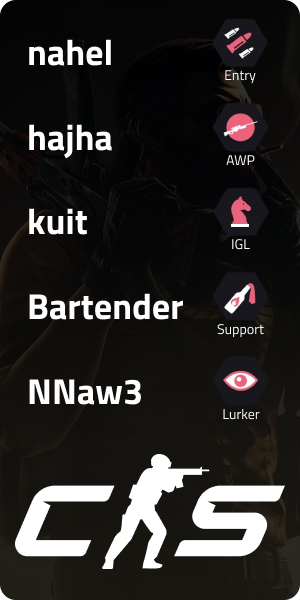 nahel
Entry
hajha
AWP
kuit
IGL
Bartender
Support
NNaw3
Lurker
CS